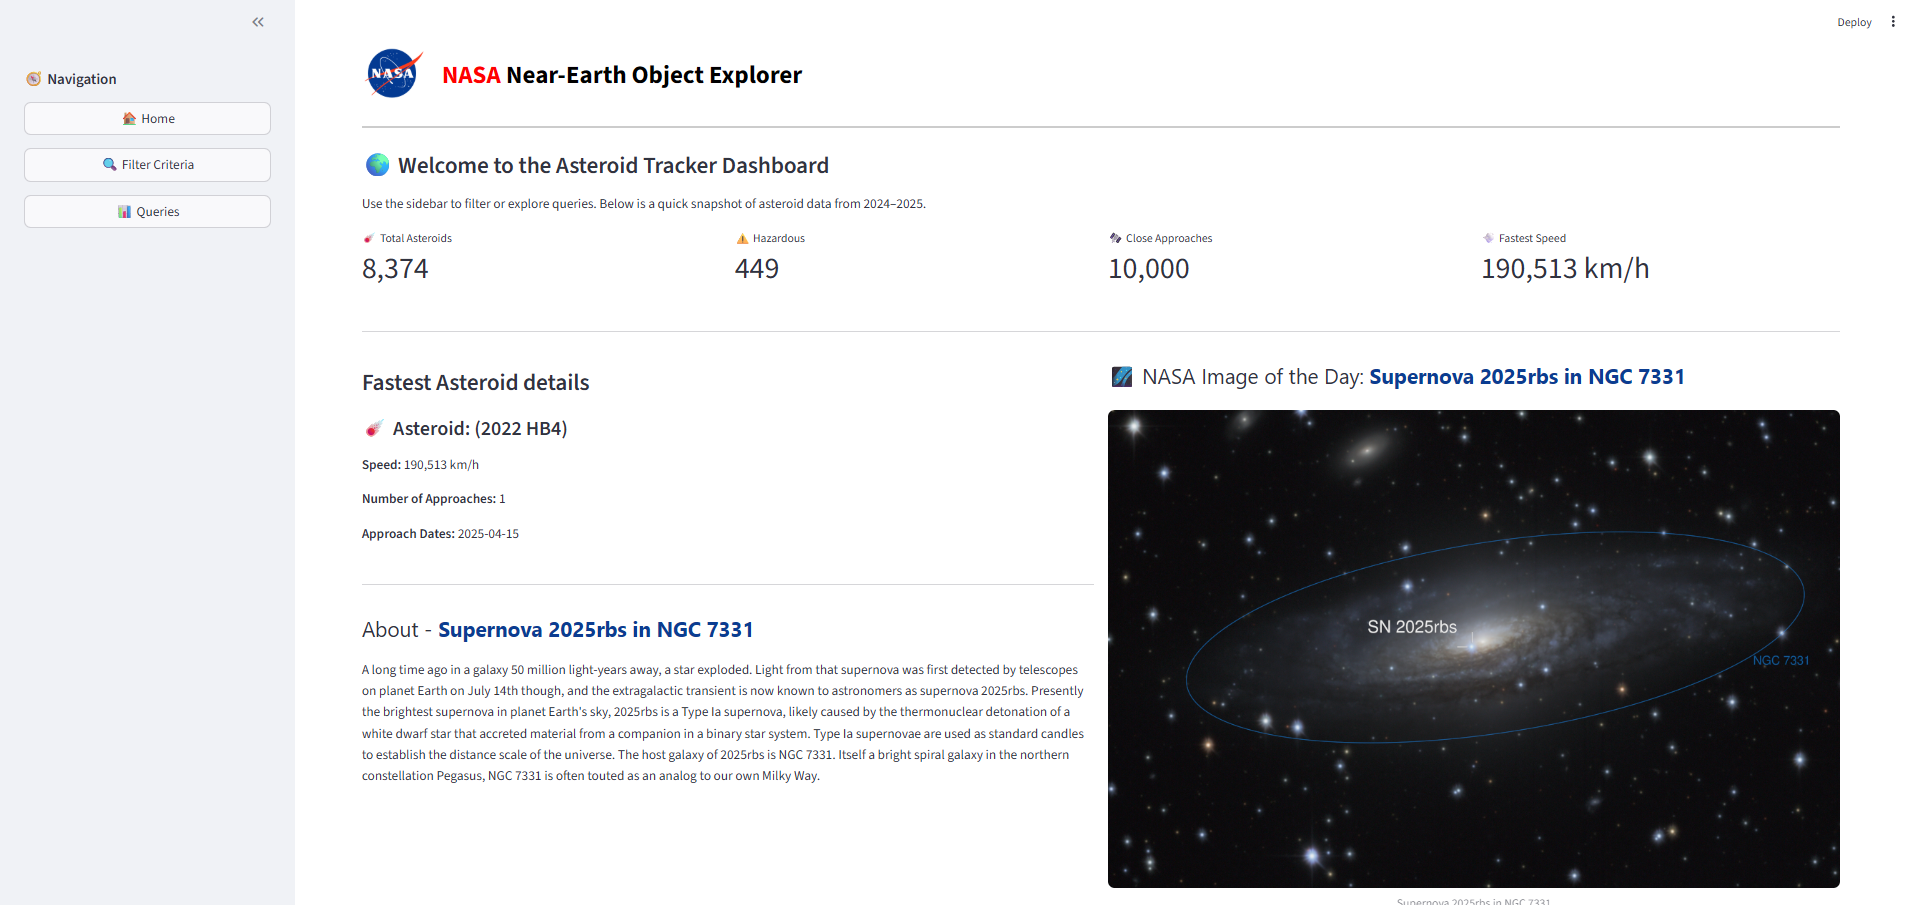 Deploy
Navigation
Home
Filter Criteria
Queries
NASA
NASA Near-Earth Object Explorer
Welcome to the Asteroid Tracker Dashboard
Use the sidebar to filter or explore queries. Below is a quick snapshot of asteroid data from 2024–2025.
Total Asteroids
8,374
Hazardous
449
Close Approaches
10,000
Fastest Speed
190,513 km/h
Fastest Asteroid details
Asteroid: (2022 HB4)
Speed: 190,513 km/h
Number of Approaches: 1
Approach Dates: 2025-04-15
About - Supernova 2025rbs in NGC 7331
A long time ago in a galaxy 50 million light-years away, a star exploded. Light from that supernova was first detected by telescopes
on planet Earth on July 14th though, and the extragalactic transient is now known to astronomers as supernova 2025rbs. Presently
the brightest supernova in planet Earth's sky, 2025rbs is a Type Ia supernova, likely caused by the thermonuclear detonation of a
white dwarf star that accreted material from a companion in a binary star system. Type Ia supernovae are used as standard candles
to establish the distance scale of the universe. The host galaxy of 2025rbs is NGC 7331. Itself a bright spiral galaxy in the northern
constellation Pegasus, NGC 7331 is often touted as an analog to our own Milky Way.
NASA Image of the Day: Supernova 2025rbs in NGC 7331
SN 2025rbs
NGC 7331
Supernova 2025rbs in NGC 7331